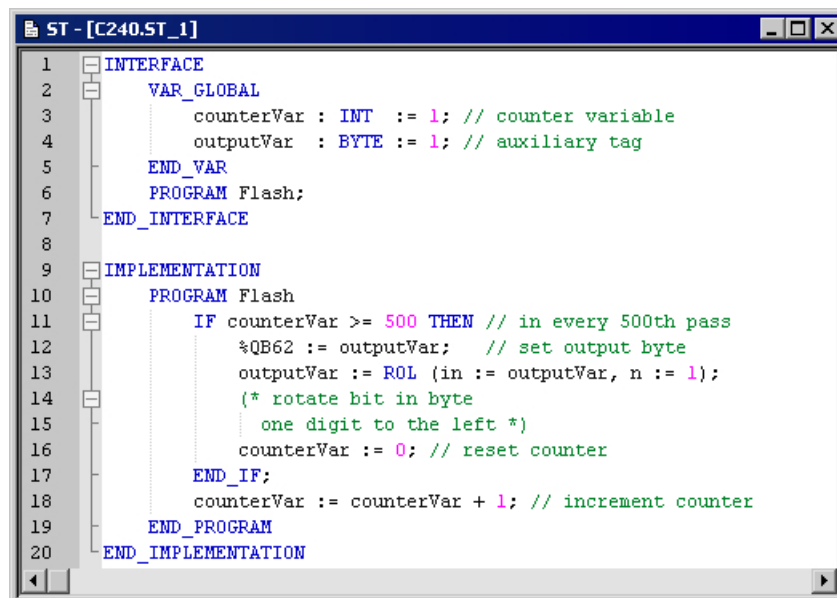 ST - [C240.ST_1]
1 INTERFACE
2 VAR_GLOBAL
3 counterVar : INT := 1; // counter variable
4 outputVar : BYTE := 1; // auxiliary tag
5 END_VAR
6 PROGRAM Flash;
7 END_INTERFACE
8
9 IMPLEMENTATION
10 PROGRAM Flash
11 IF counterVar >= 500 THEN // in every 500th pass
12 %QB62 := outputVar; // set output byte
13 outputVar := ROL (in := outputVar, n := 1);
14 (* rotate bit in byte
15 one digit to the left *)
16 counterVar := 0; // reset counter
17 END_IF;
18 counterVar := counterVar + 1; // increment counter
19 END_PROGRAM
20 END_IMPLEMENTATION